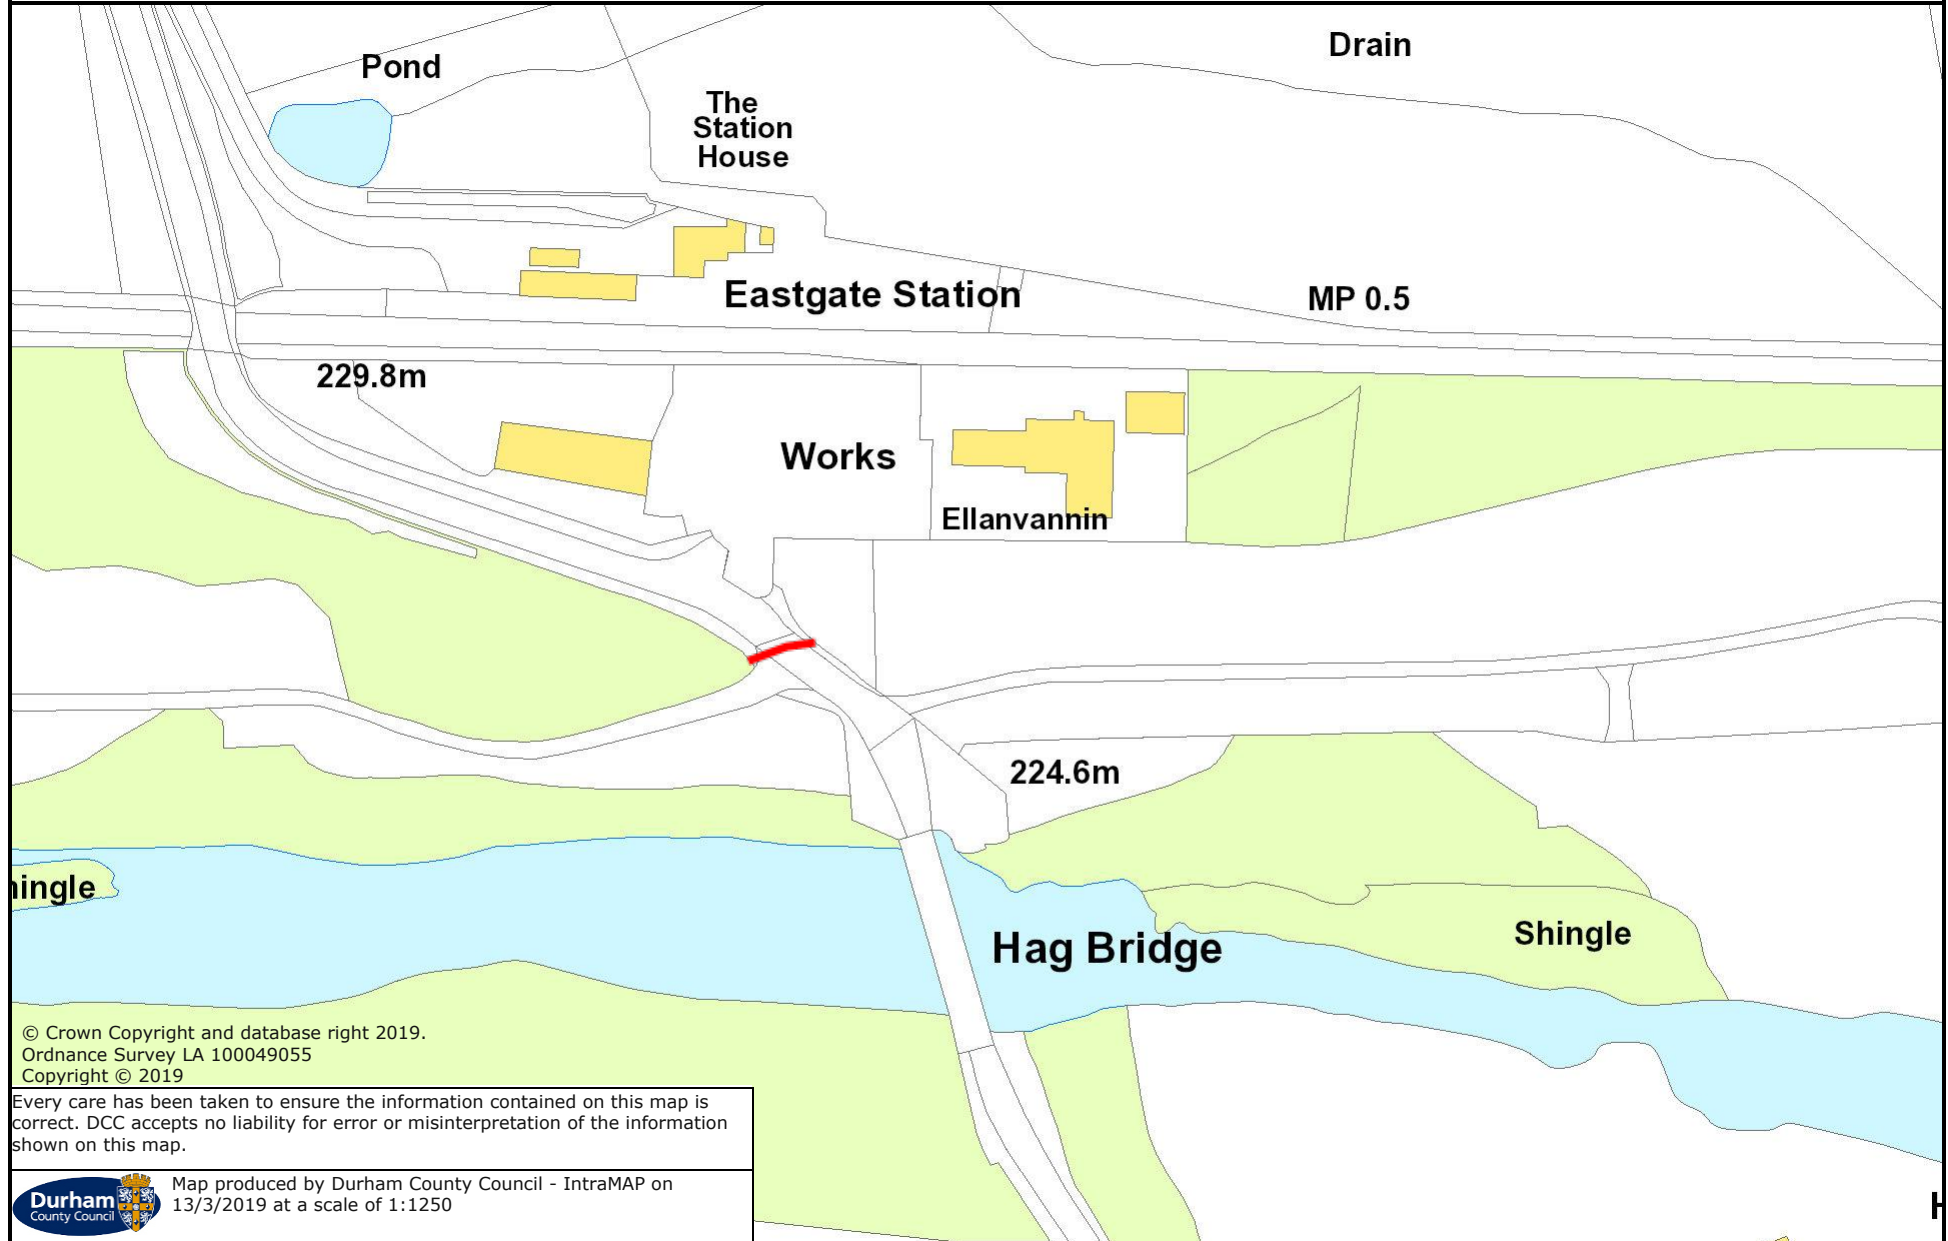 Drain
Pond
The
Station
House
Eastgate Station
MP 0.5
229.8m
Works
Ellanvannin
224.6m
Shingle
Hag Bridge
© Crown Copyright and database right 2019.
Ordnance Survey LA 100049055
Copyright © 2019
Every care has been taken to ensure the information contained on this map is
correct. DCC accepts no liability for error or misinterpretation of the information
shown on this map.
Durham
County Council
Map produced by Durham County Council - IntraMAP on
13/3/2019 at a scale of 1:1250